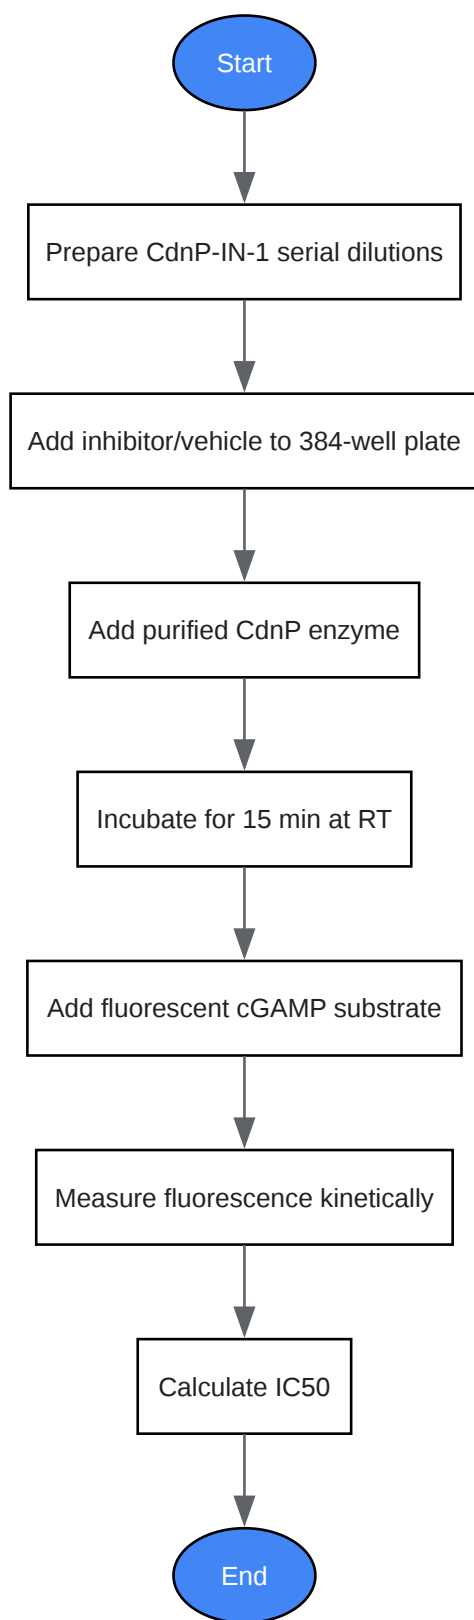 Start
Prepare CdnP-IN-1 serial dilutions
Add inhibitor/vehicle to 384-well plate
Add purified CdnP enzyme
Incubate for 15 min at RT
Add fluorescent cGAMP substrate
Measure fluorescence kinetically
Calculate IC50
End